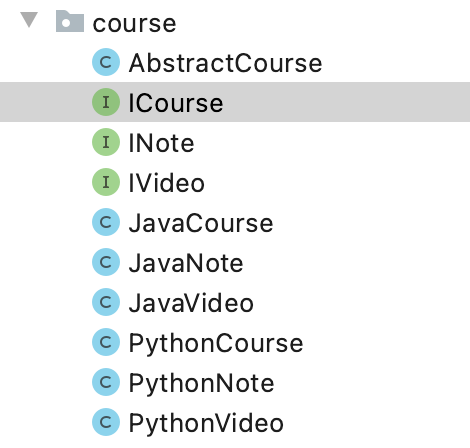 course
C AbstractCourse
I ICourse
I INote
I IVideo
C JavaCourse
C JavaNote
C JavaVideo
C PythonCourse
C PythonNote
C PythonVideo